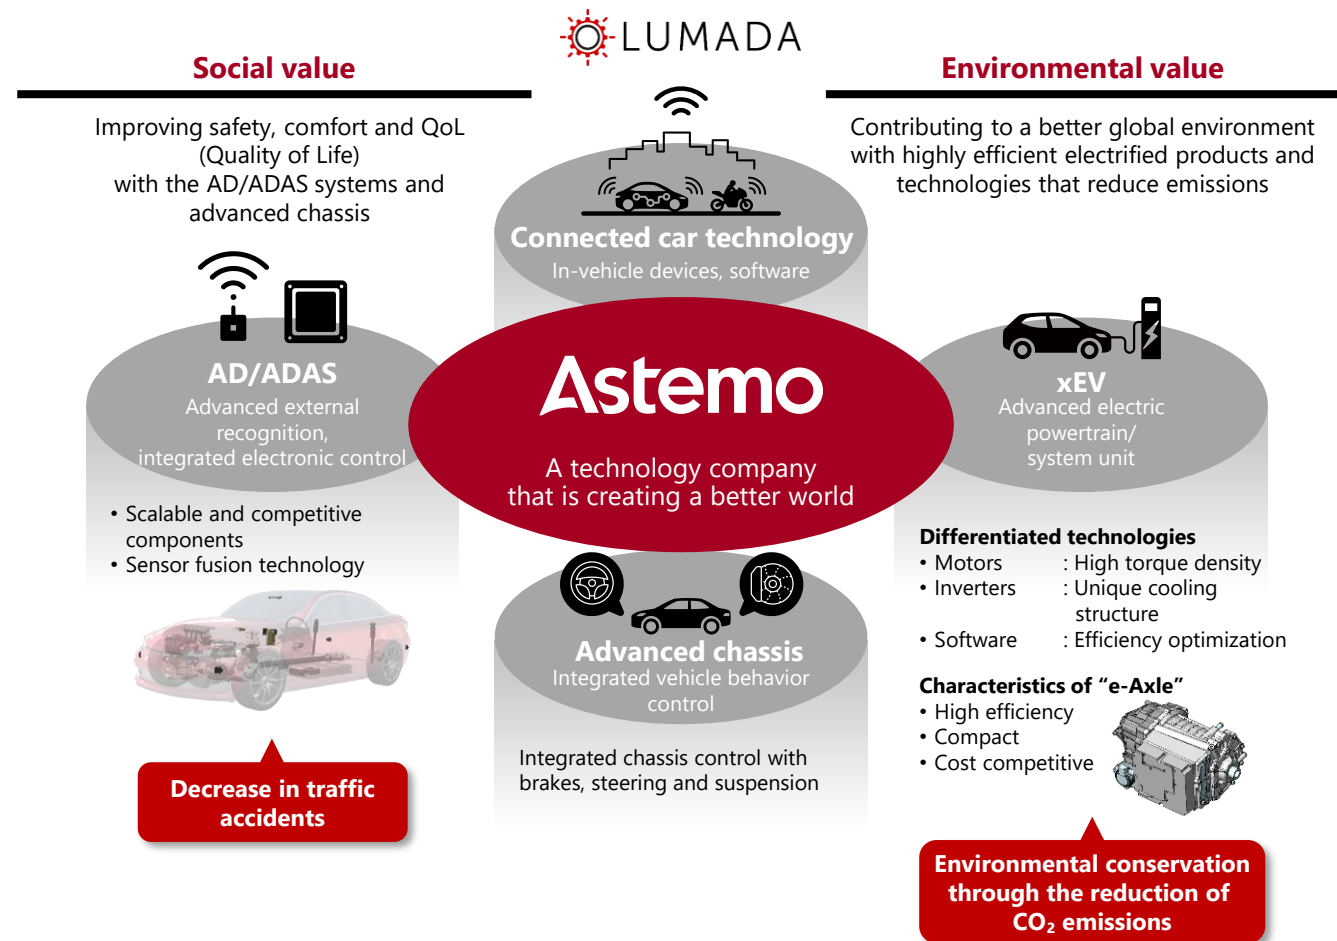 LUMADA
Social value
Improving safety, comfort and QoL
(Quality of Life)
with the AD/ADAS systems and
advanced chassis
Environmental value
Contributing to a better global environment
with highly efficient electrified products and
technologies that reduce emissions
Connected car technology
In-vehicle devices, software
AD/ADAS
Advanced external
recognition,
integrated electronic control
• Scalable and competitive
components
• Sensor fusion technology
Decrease in traffic
accidents
Astemo
A technology company
that is creating a better world
Advanced chassis
Integrated vehicle behavior
control
Integrated chassis control with
brakes, steering and suspension
xEV
Advanced electric
powertrain/
system unit
Differentiated technologies
• Motors : High torque density
• Inverters : Unique cooling
structure
• Software : Efficiency optimization
Characteristics of “e-Axle”
• High efficiency
• Compact
• Cost competitive
Environmental conservation
through the reduction of
CO₂ emissions